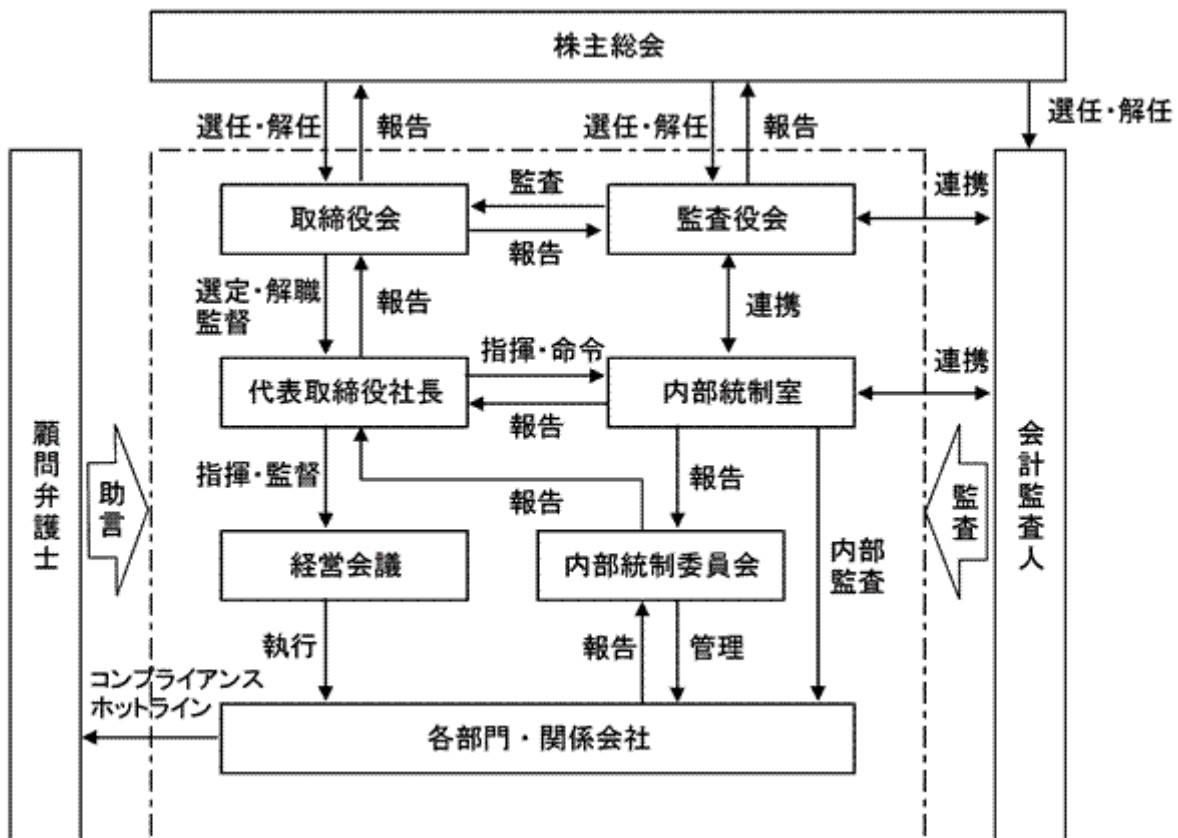 株主総会
選任・解任
報告
選任・解任
報告
選任・解任
取締役会
監査
報告
監査役会
連携
選定・解職
監督
報告
連携
代表取締役社長
指揮・命令
報告
内部統制室
連携
顧問弁護士
助言
指揮・監督
報告
報告
監査
会計監査人
経営会議
内部統制委員会
内部
監査
執行
報告
管理
コンプライアンス
ホットライン
各部門・関係会社